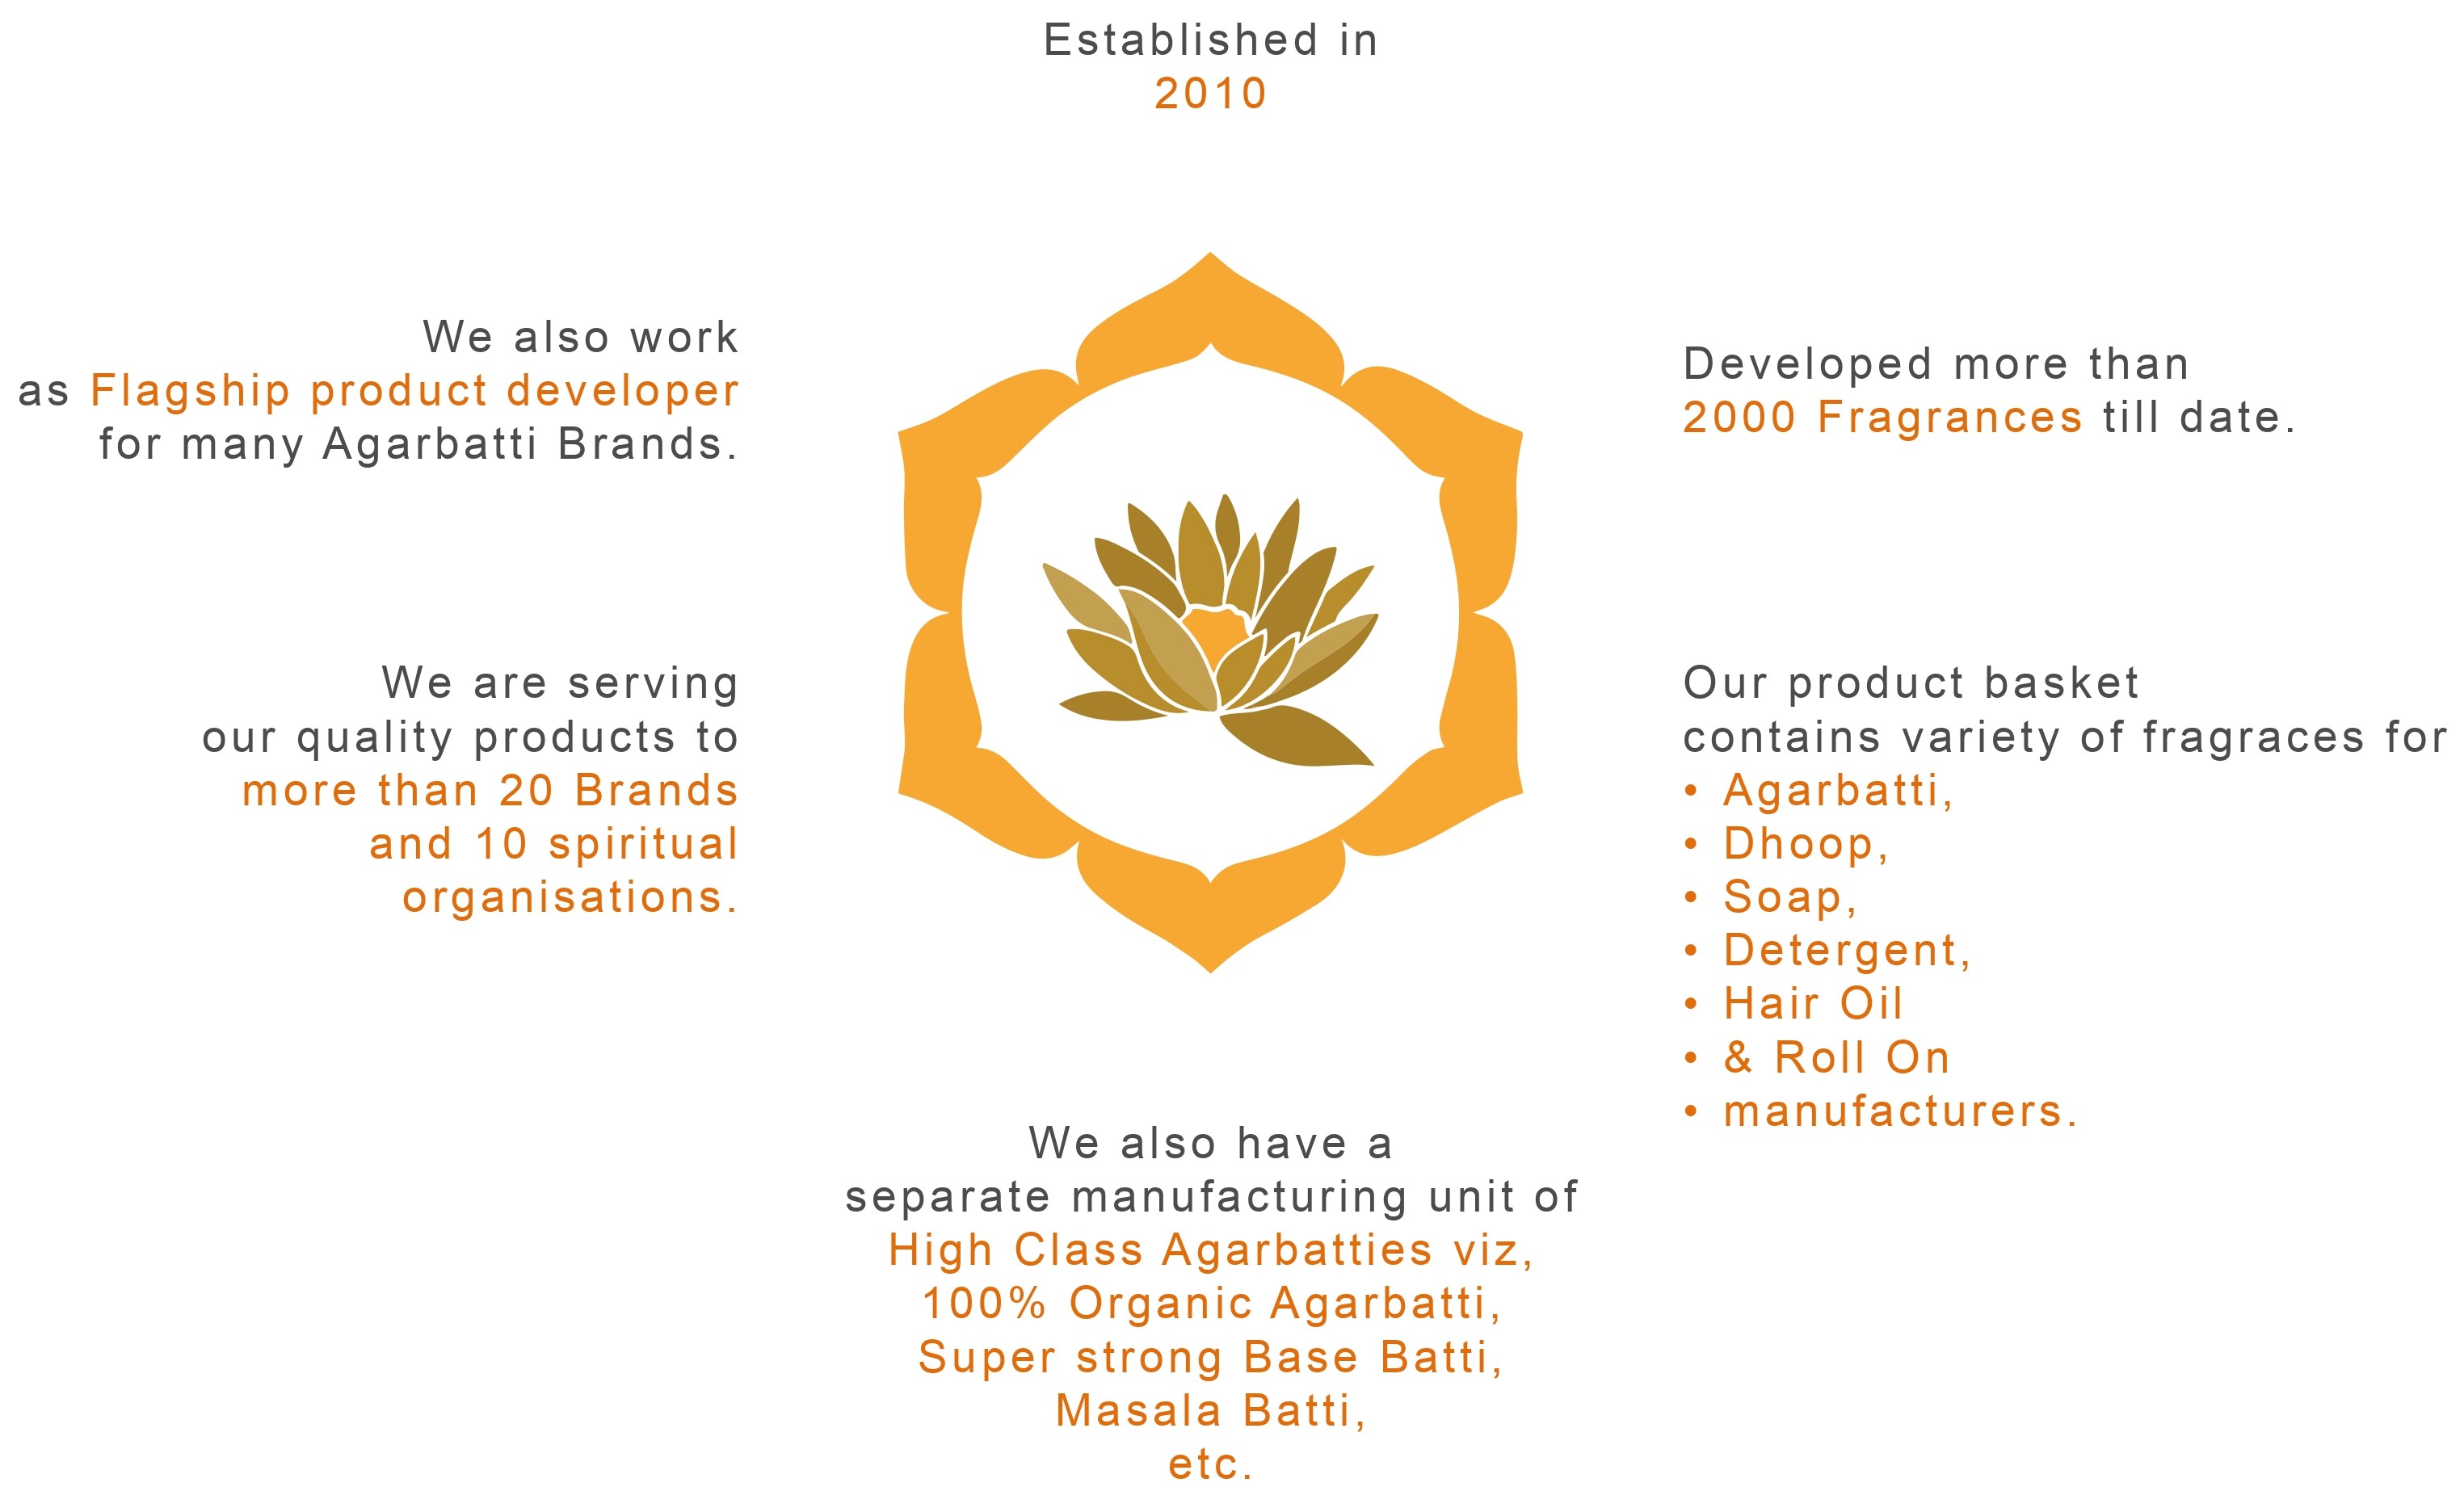 Established in
2010
We also work
as Flagship product developer
for many Agarbatti Brands.
Developed more than
2000 Fragrances till date.
We are serving
our quality products to
more than 20 Brands
and 10 spiritual
organisations.
Our product basket
contains variety of fragraces for
• Agarbatti,
• Dhoop,
• Soap,
• Detergent,
• Hair Oil
• & Roll On
• manufacturers.
We also have a
separate manufacturing unit of
High Class Agarbatties viz,
100% Organic Agarbatti,
Super strong Base Batti,
Masala Batti,
etc.